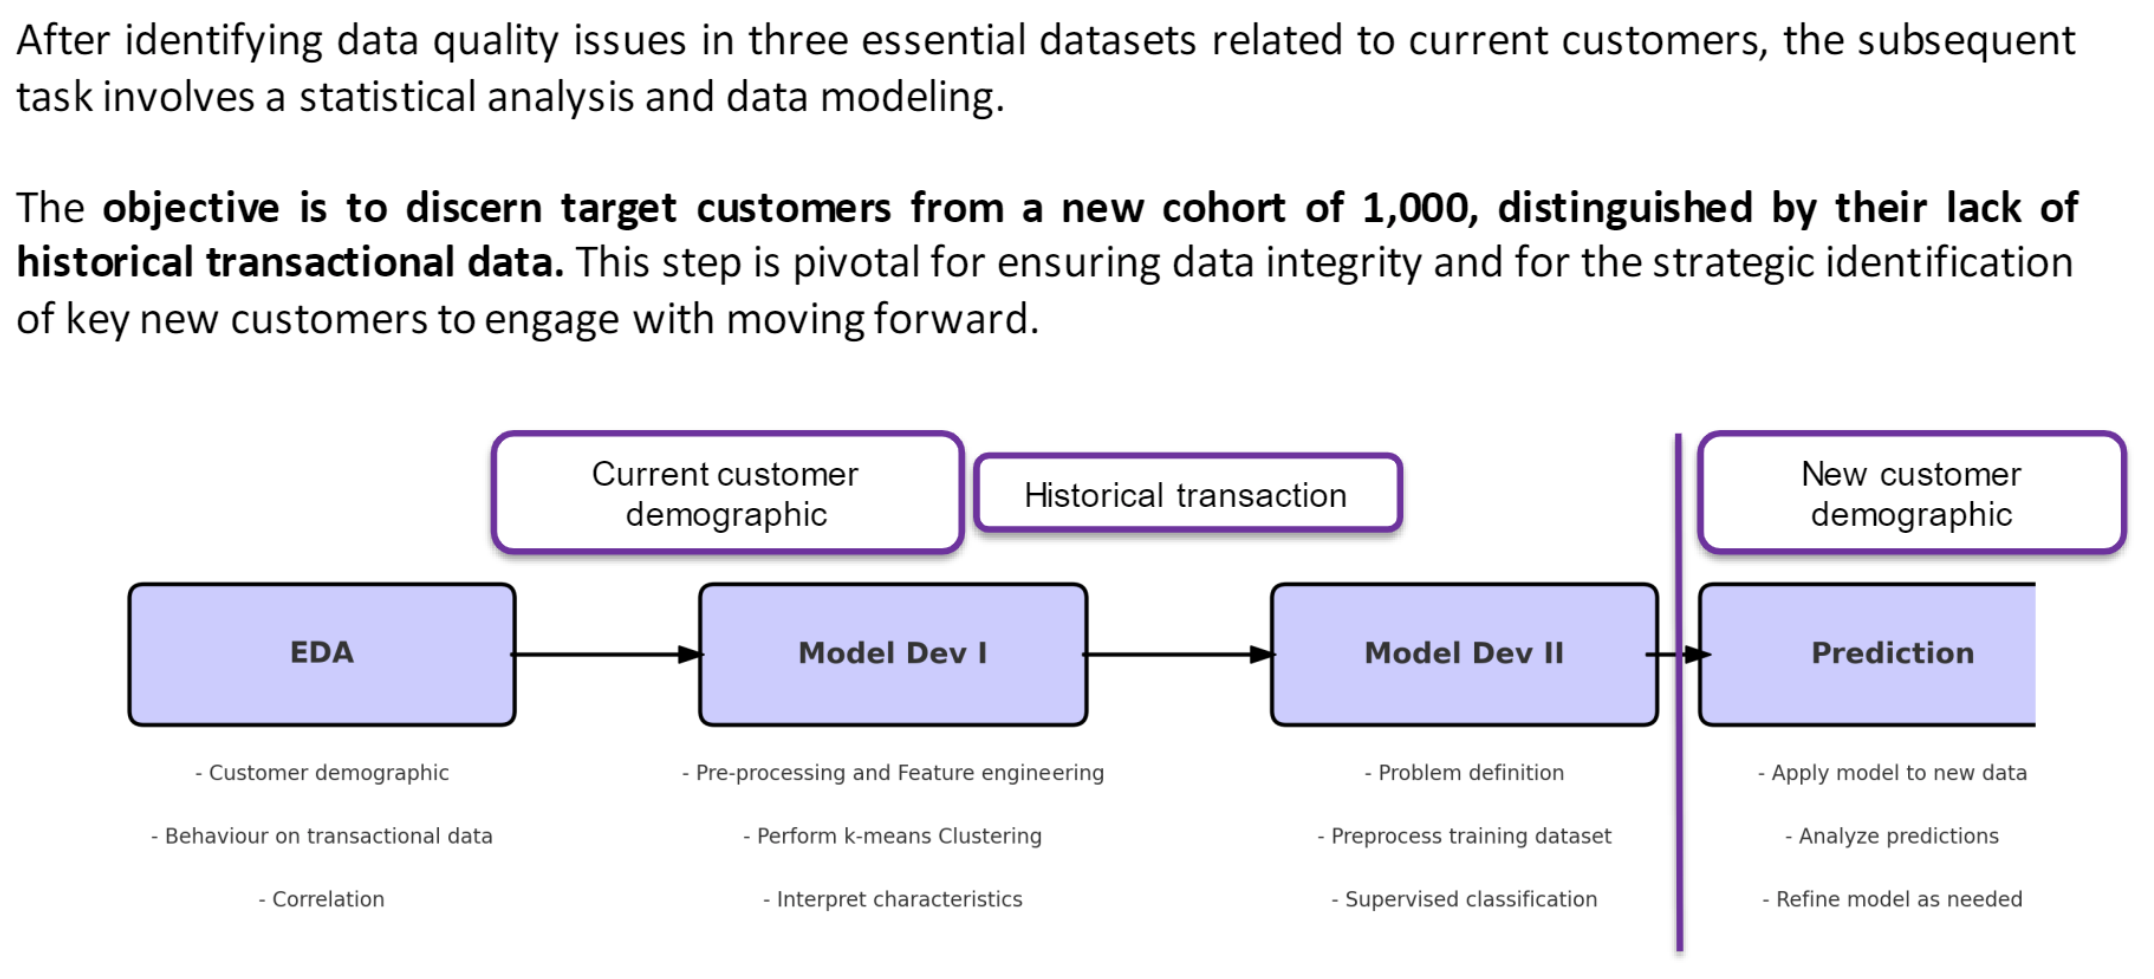 After identifying data quality issues in three essential datasets related to current customers, the subsequent
task involves a statistical analysis and data modeling.
The objective is to discern target customers from a new cohort of 1,000, distinguished by their lack of
historical transactional data. This step is pivotal for ensuring data integrity and for the strategic identification
of key new customers to engage with moving forward.
Current customer
demographic
Historical transaction
New customer
demographic
EDA
Model Dev I
Model Dev II
Prediction
- Customer demographic
- Behaviour on transactional data
- Correlation
- Pre-processing and Feature engineering
- Perform k-means Clustering
- Interpret characteristics
- Problem definition
- Preprocess training dataset
- Supervised classification
- Apply model to new data
- Analyze predictions
- Refine model as needed